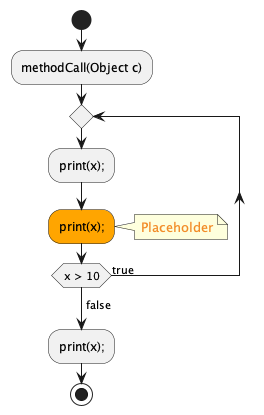 methodCall(Object c)
print(x);
print(x);
Placeholder
x > 10
true
false
print(x);